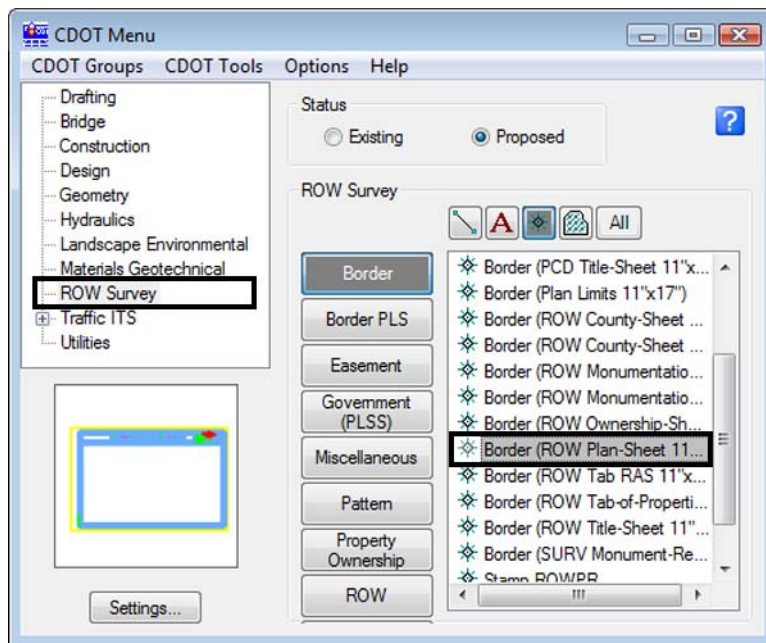 CDOT Menu
CDOT Groups CDOT Tools Options Help
Drafting
Bridge
Construction
Design
Geometry
Hydraulics
Landscape Environmental
Materials Geotechnical
ROW Survey
Traffic ITS
Utilities
Settings...
Status
Existing
Proposed
?
ROW Survey
A
All
Border
Border PLS
Easement
Government
(PLSS)
Miscellaneous
Pattern
Property
Ownership
ROW
Border (PCD Title-Sheet 11"x...
Border (Plan Limits 11"x17")
Border (ROW County-Sheet ...
Border (ROW County-Sheet ...
Border (ROW Monumentatio...
Border (ROW Monumentatio...
Border (ROW Ownership-Sh...
Border (ROW Plan-Sheet 11...
Border (ROW Tab RAS 11"x...
Border (ROW Tab-of-Properti...
Border (ROW Title-Sheet 11"...
Border (SURV Monument-Re...
Stamp ROWPR